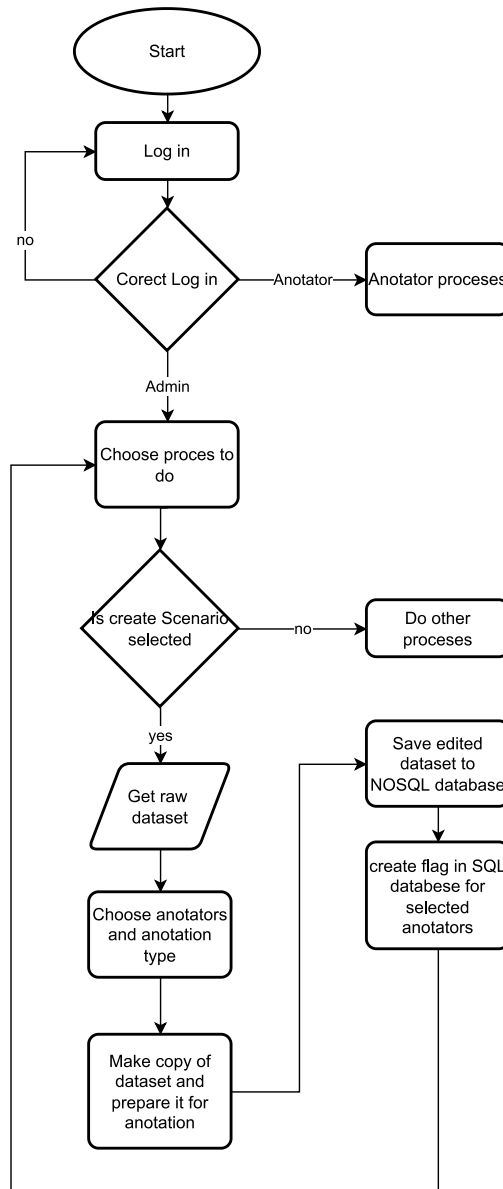 Start
Log in
no
Corect Log in
Anotator
Anotator proceses
Admin
Choose proces to
do
Is create Scenario
selected
no
Do other
proceses
yes
Get raw
dataset
Save edited
dataset to
NOSQL database
Choose anotators
and anotation
type
create flag in SQL
databese for
selected
anotators
Make copy of
dataset and
prepare it for
anotation